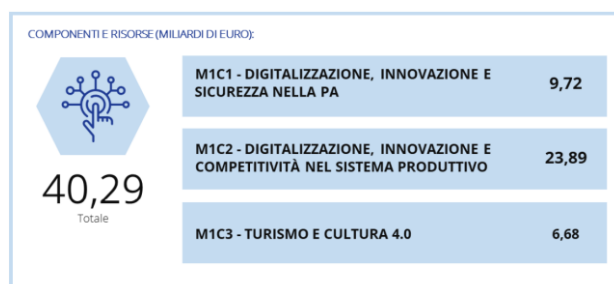 COMPONENTI E RISORSE (MILIARDI DI EURO):
M1C1 - DIGITALIZZAZIONE, INNOVAZIONE E
SICUREZZA NELLA PA
9,72
M1C2 - DIGITALIZZAZIONE, INNOVAZIONE E
COMPETITIVITÀ NEL SISTEMA PRODUTTIVO
23,89
40,29
Totale
M1C3 - TURISMO E CULTURA 4.0
6,68